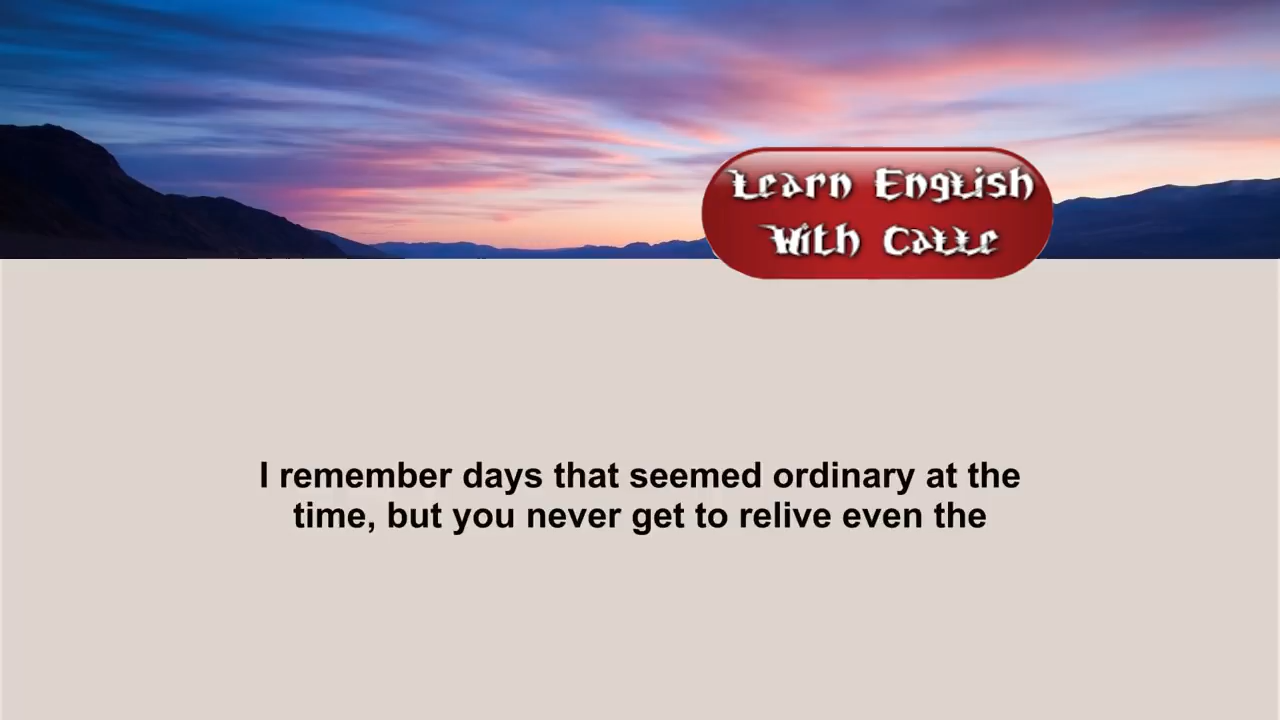 Learn English
With Calle
I remember days that seemed ordinary at the
time, but you never get to relive even the